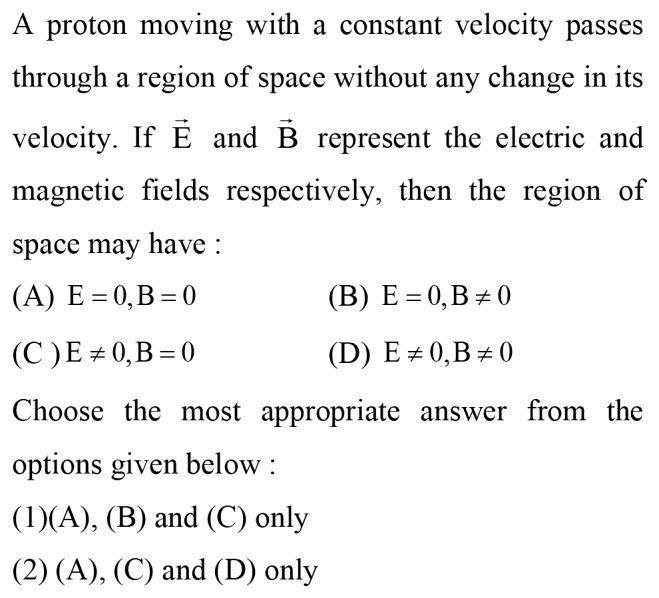 A proton moving with a constant velocity passes
through a region of space without any change in its
velocity. If \(\vec{E}\) and \(\vec{B}\) represent the electric and
magnetic fields respectively, then the region of
space may have :
(A) E = 0, B = 0 (B) E = 0, B ≠ 0
(C ) E ≠ 0, B = 0 (D) E ≠ 0, B ≠ 0
Choose the most appropriate answer from the
options given below :
(1)(A), (B) and (C) only
(2) (A), (C) and (D) only